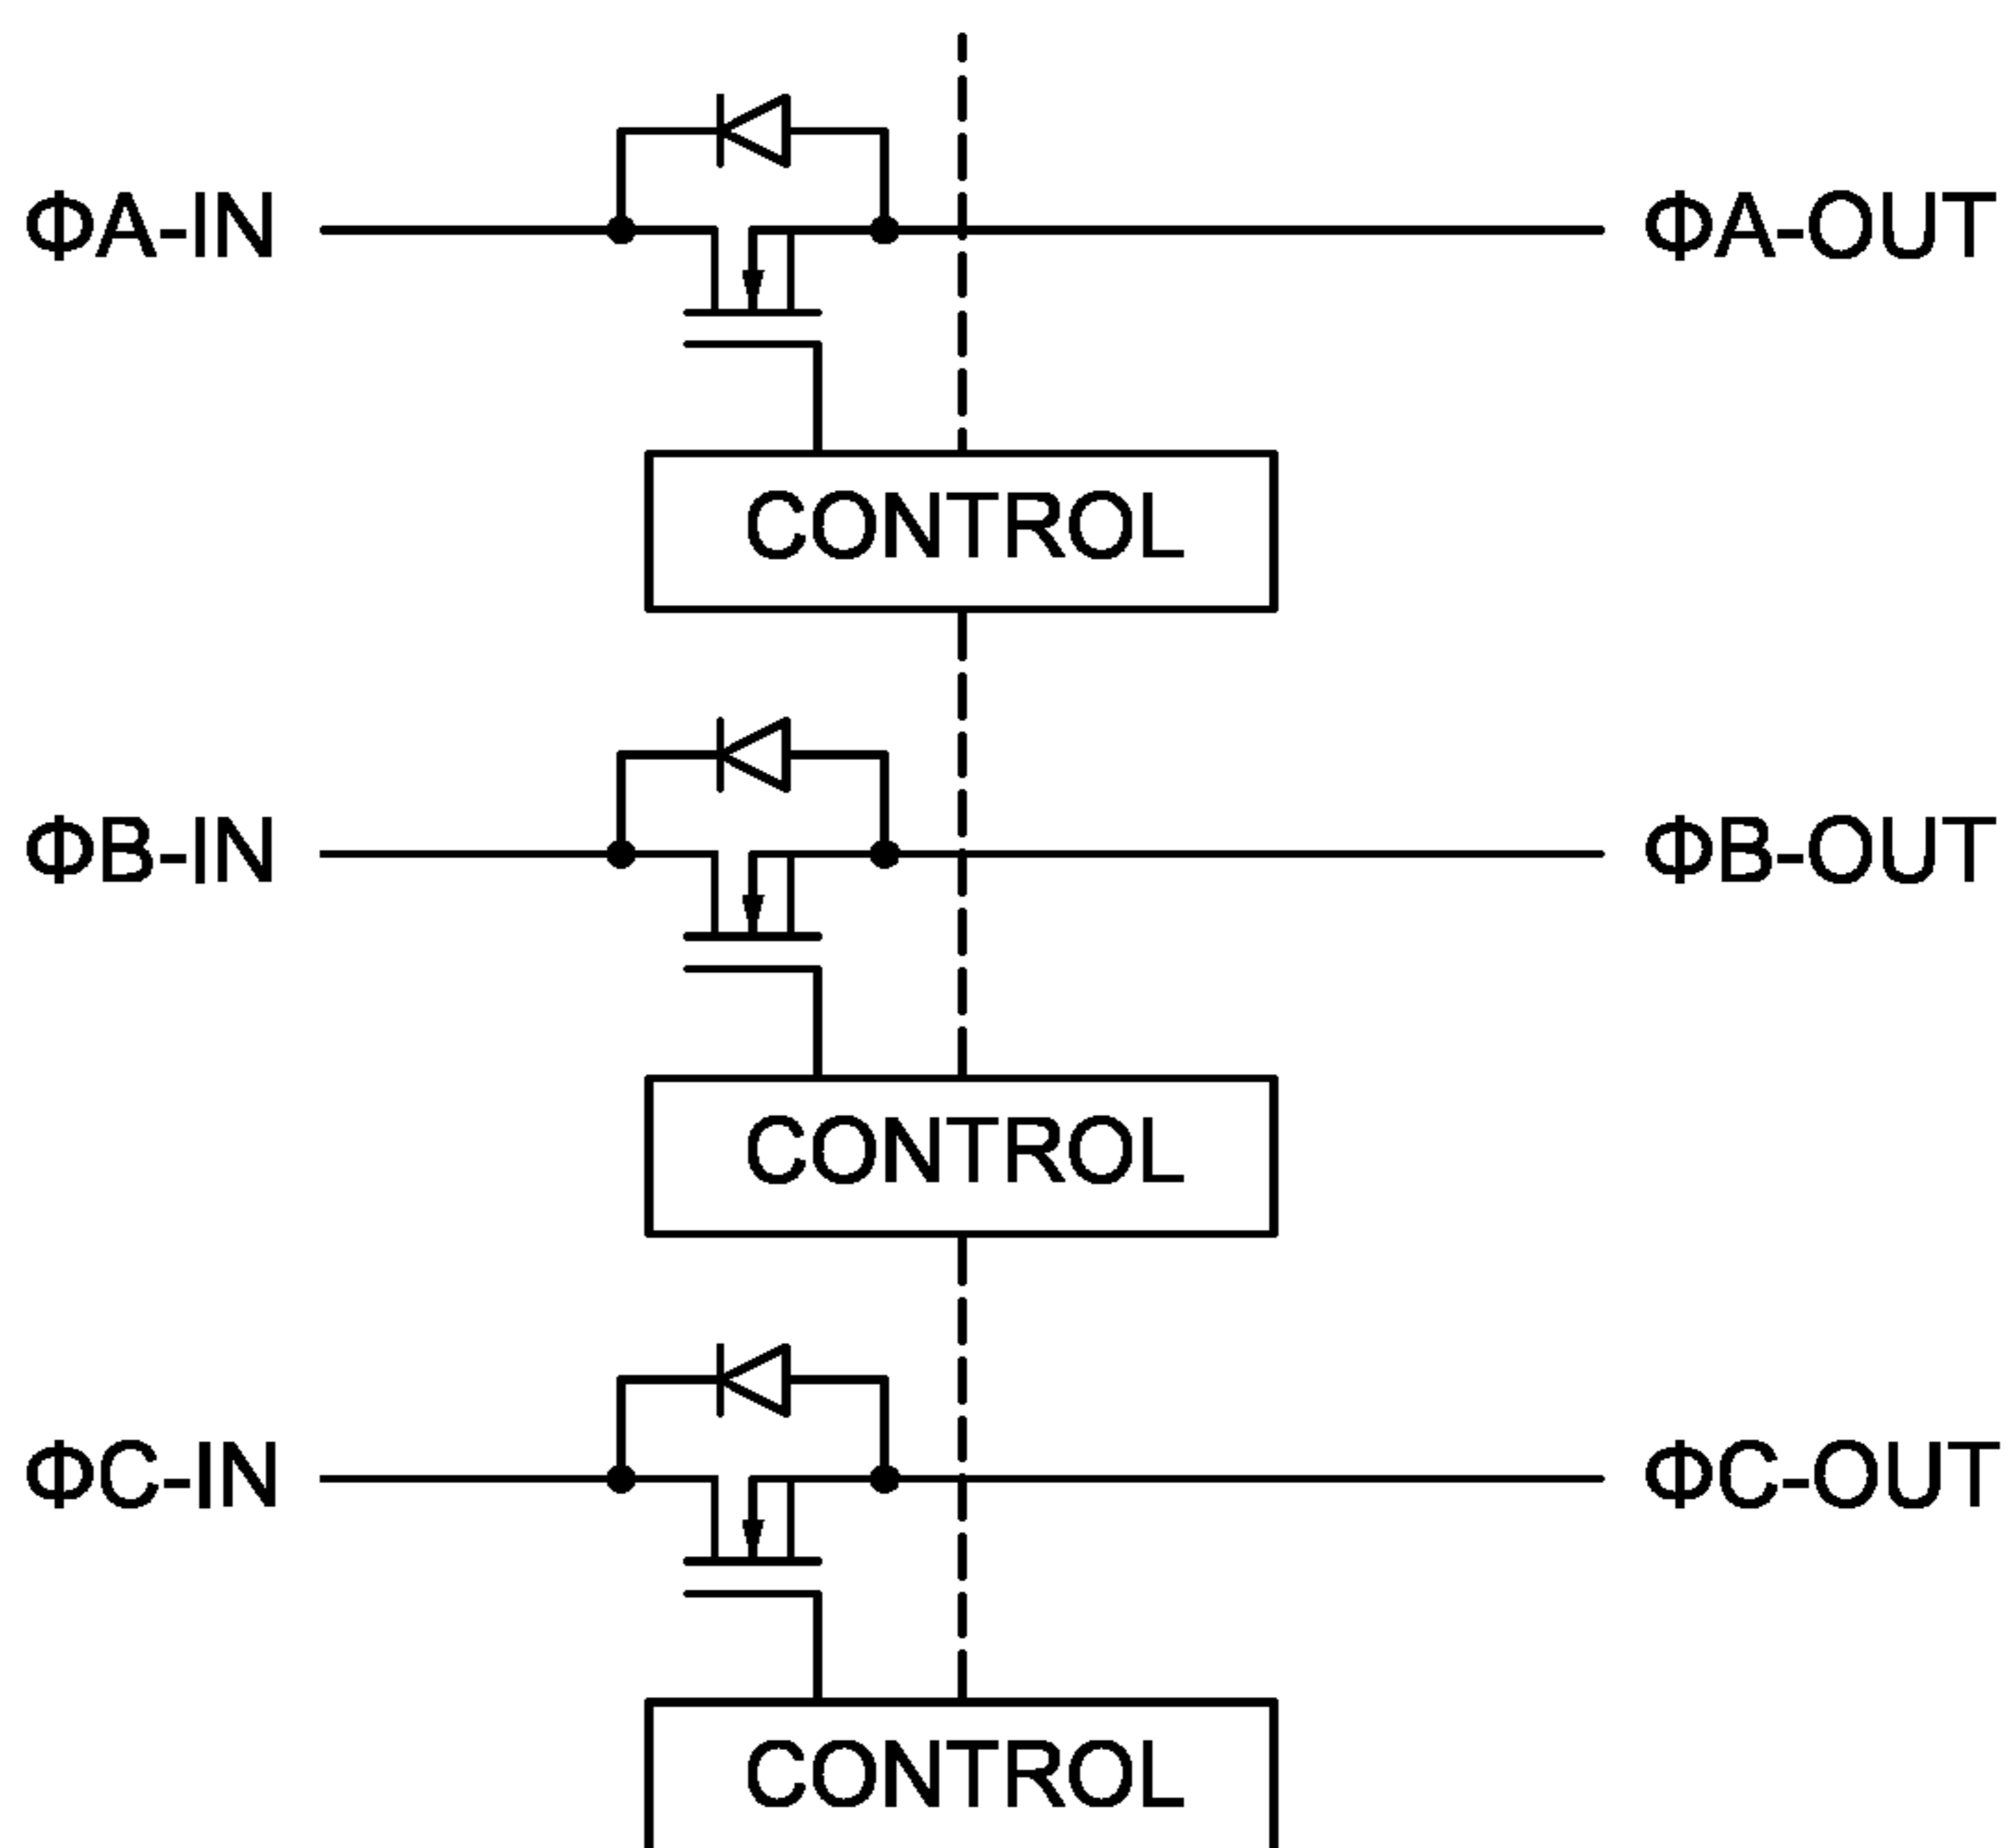 ΦA-IN
ΦA-OUT
CONTROL
ΦB-IN
ΦB-OUT
CONTROL
ΦC-IN
ΦC-OUT
CONTROL